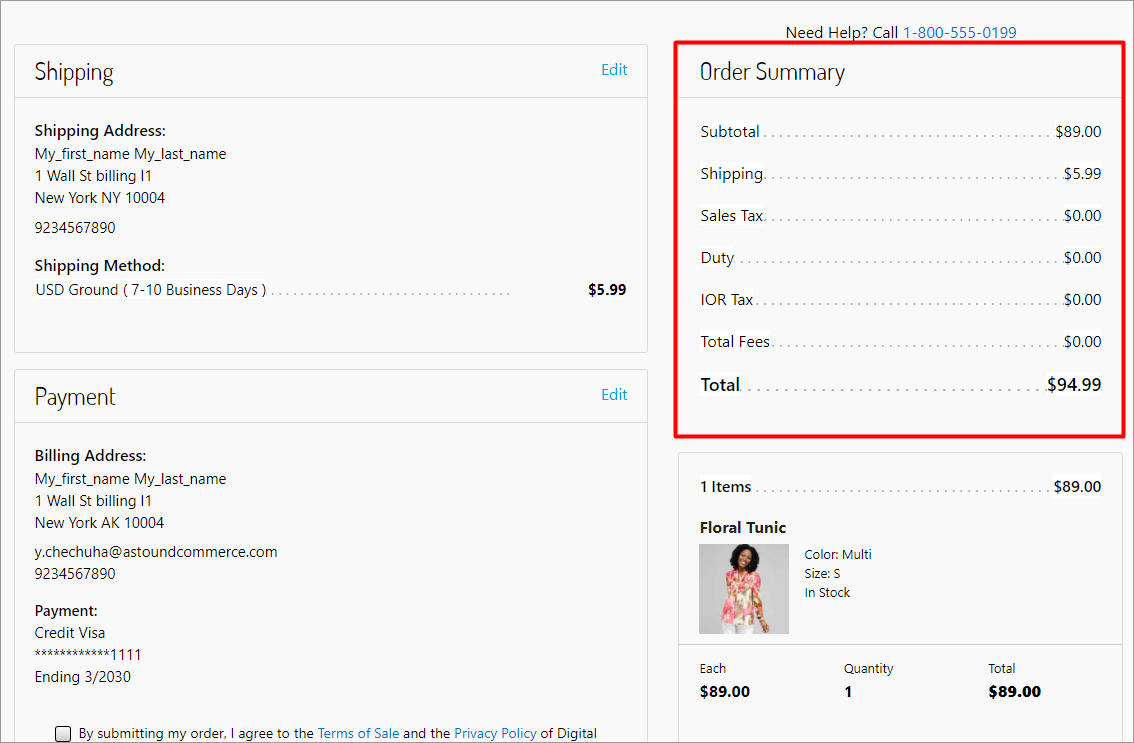 Need Help? Call 1-800-555-0199
Shipping
Edit
Shipping Address:
My_first_name My_last_name
1 Wall St billing l1
New York NY 10004
9234567890
Shipping Method:
USD Ground ( 7-10 Business Days ) $5.99
Payment
Edit
Billing Address:
My_first_name My_last_name
1 Wall St billing l1
New York AK 10004
y.chechuha@astoundcommerce.com
9234567890
Payment:
Credit Visa
************1111
Ending 3/2030
By submitting my order, I agree to the Terms of Sale and the Privacy Policy of Digital
Order Summary
Subtotal $89.00
Shipping $5.99
Sales Tax $0.00
Duty $0.00
IOR Tax $0.00
Total Fees $0.00
Total $94.99
1 Items $89.00
Floral Tunic
Color: Multi
Size: S
In Stock
Each Quantity Total
$89.00 1 $89.00